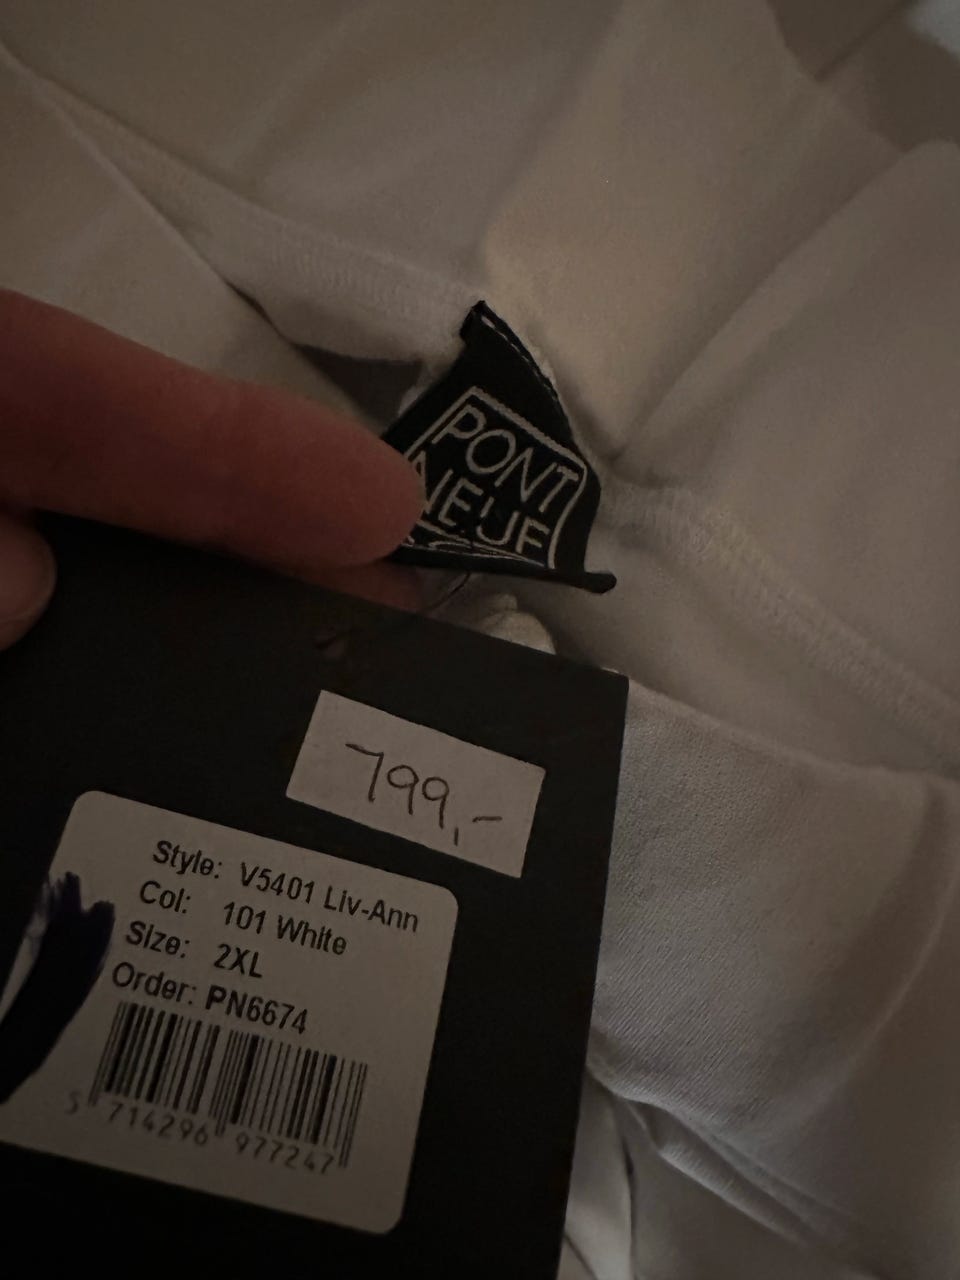 PONT
NEUF
799,-
Style: V5401 Liv-Ann
Col: 101 White
Size: 2XL
Order: PN6674
5 714296 977247